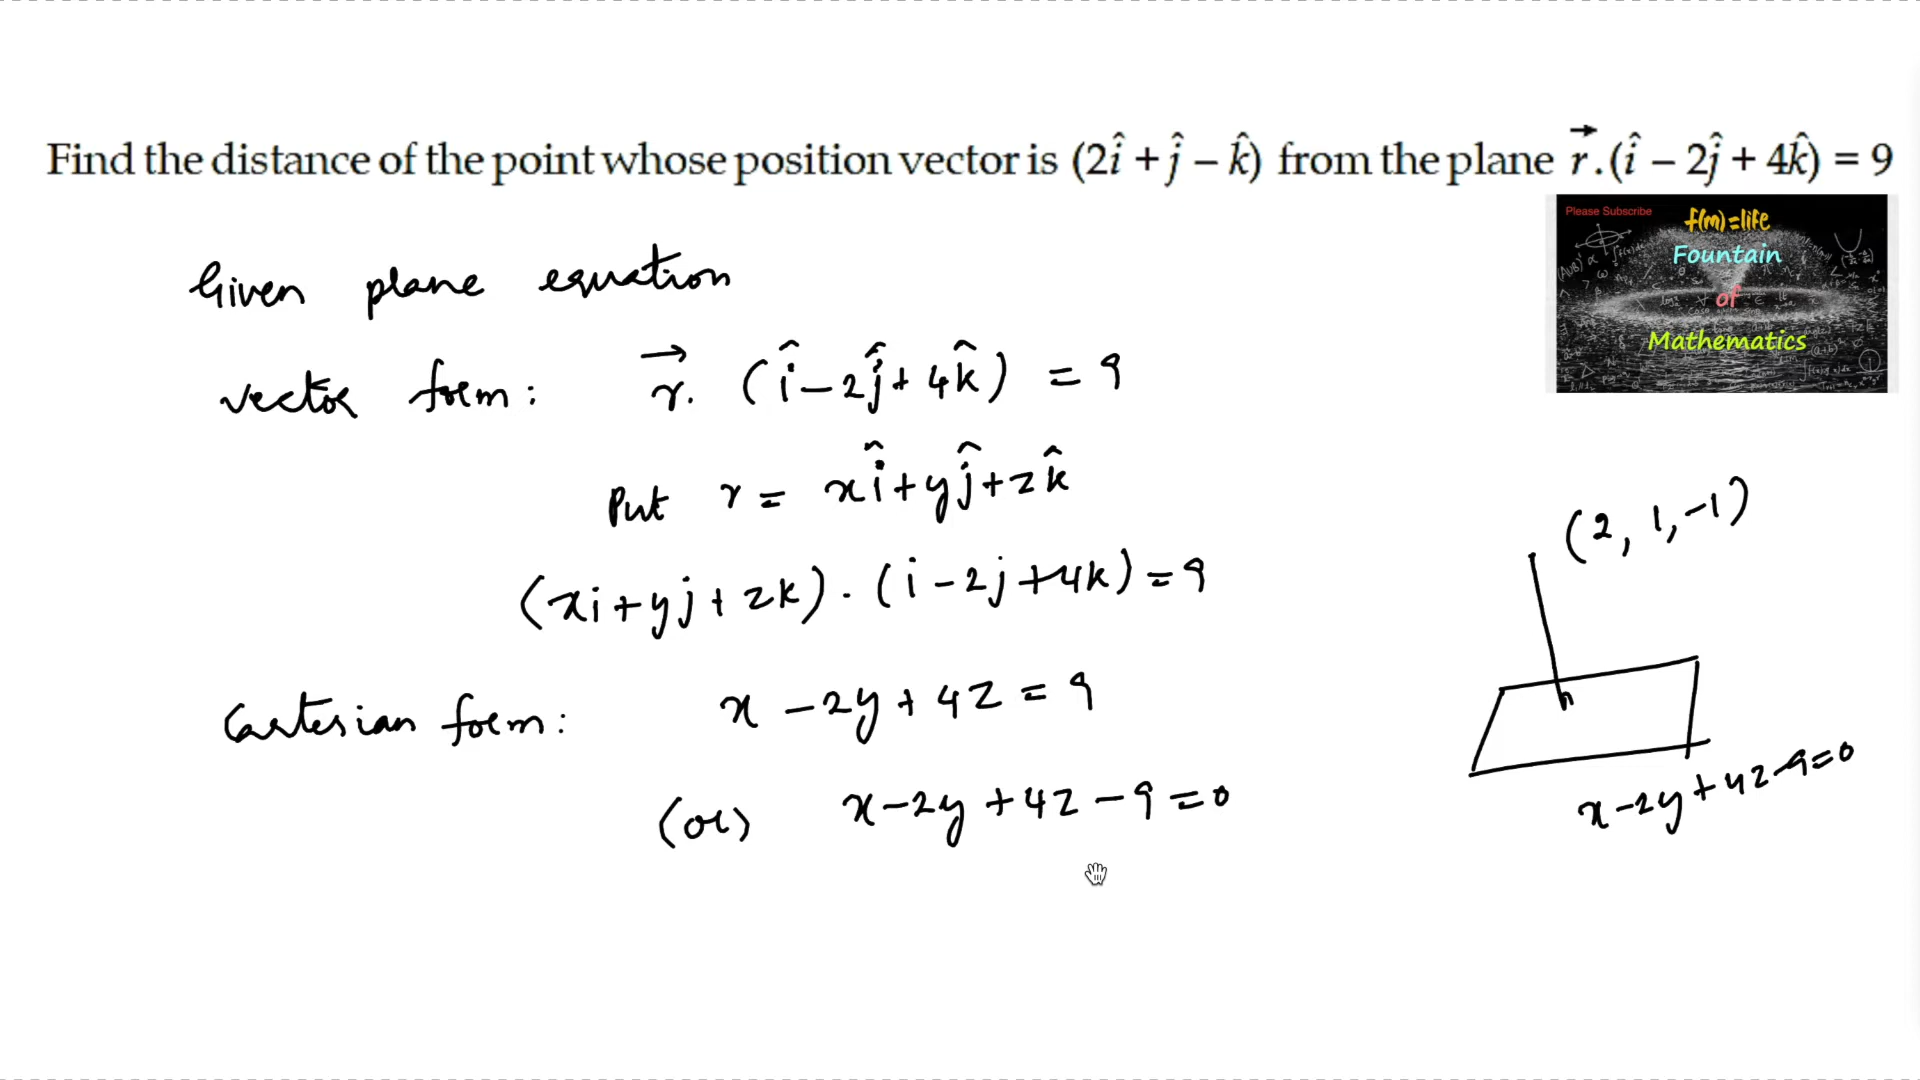 Find the distance of the point whose position vector is (2î + ĵ − k̂) from the plane r⃗.(î − 2ĵ + 4k̂) = 9
Please Subscribe
f(m)=life
Fountain
of
Mathematics
Given plane equation
vector form: r⃗. (î − 2ĵ + 4k̂) = 9
Put r = xî + yĵ + zk̂
(xi + yj + zk) . (i − 2j + 4k) = 9
(2, 1, −1)
Cartesian form: x − 2y + 4z = 9
(or) x − 2y + 4z − 9 = 0
x − 2y + 4z − 9 = 0